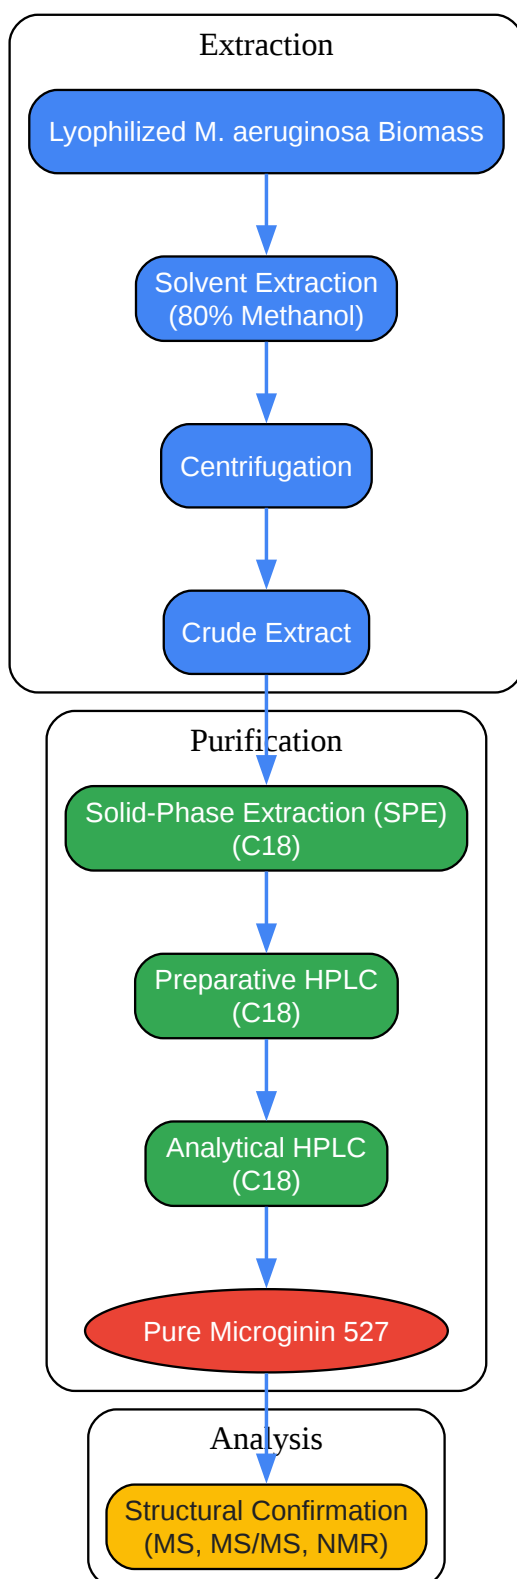 Extraction
Lyophilized M. aeruginosa Biomass
Solvent Extraction
(80% Methanol)
Centrifugation
Crude Extract
Purification
Solid-Phase Extraction (SPE)
(C18)
Preparative HPLC
(C18)
Analytical HPLC
(C18)
Pure Microginin 527
Analysis
Structural Confirmation
(MS, MS/MS, NMR)